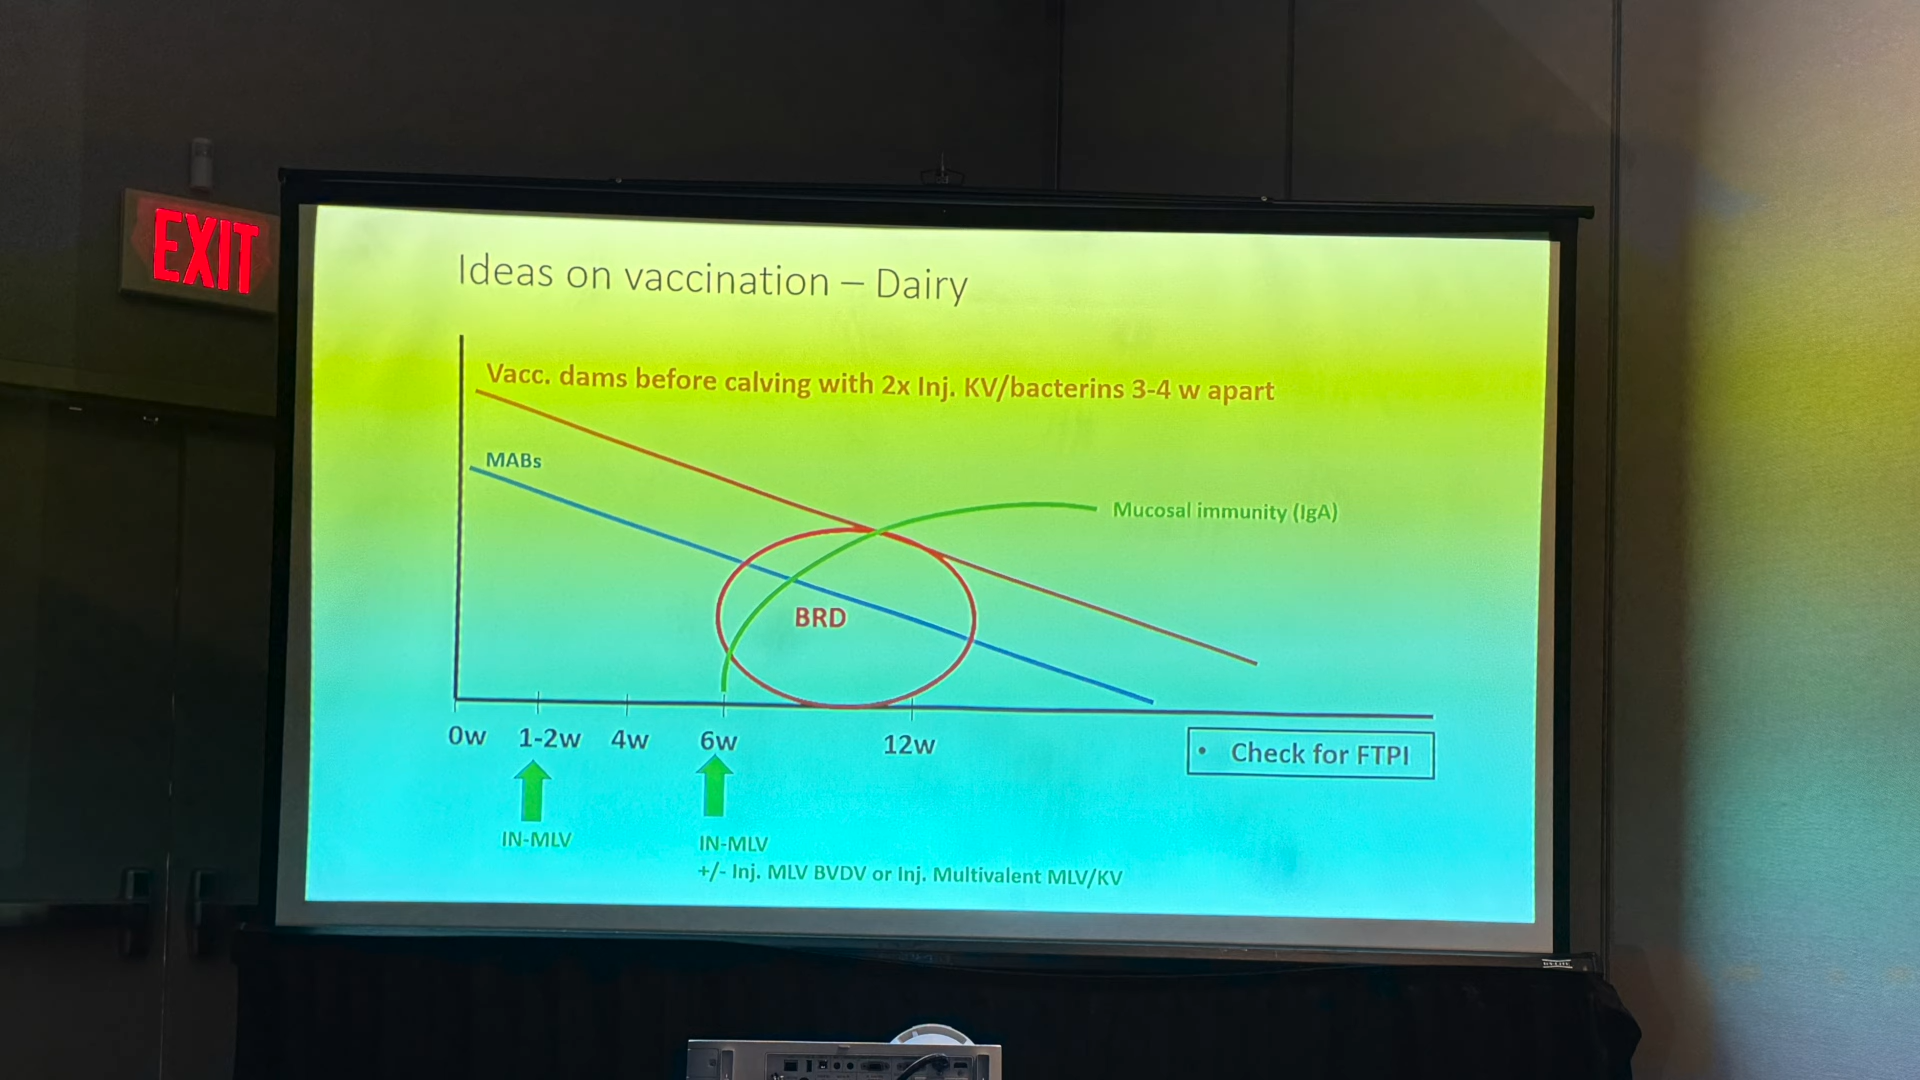 EXIT
Ideas on vaccination – Dairy
Vacc. dams before calving with 2x Inj. KV/bacterins 3-4 w apart
MABs
Mucosal immunity (IgA)
BRD
0w 1-2w 4w 6w 12w
• Check for FTPI
IN-MLV
IN-MLV
+/- Inj. MLV BVDV or Inj. Multivalent MLV/KV